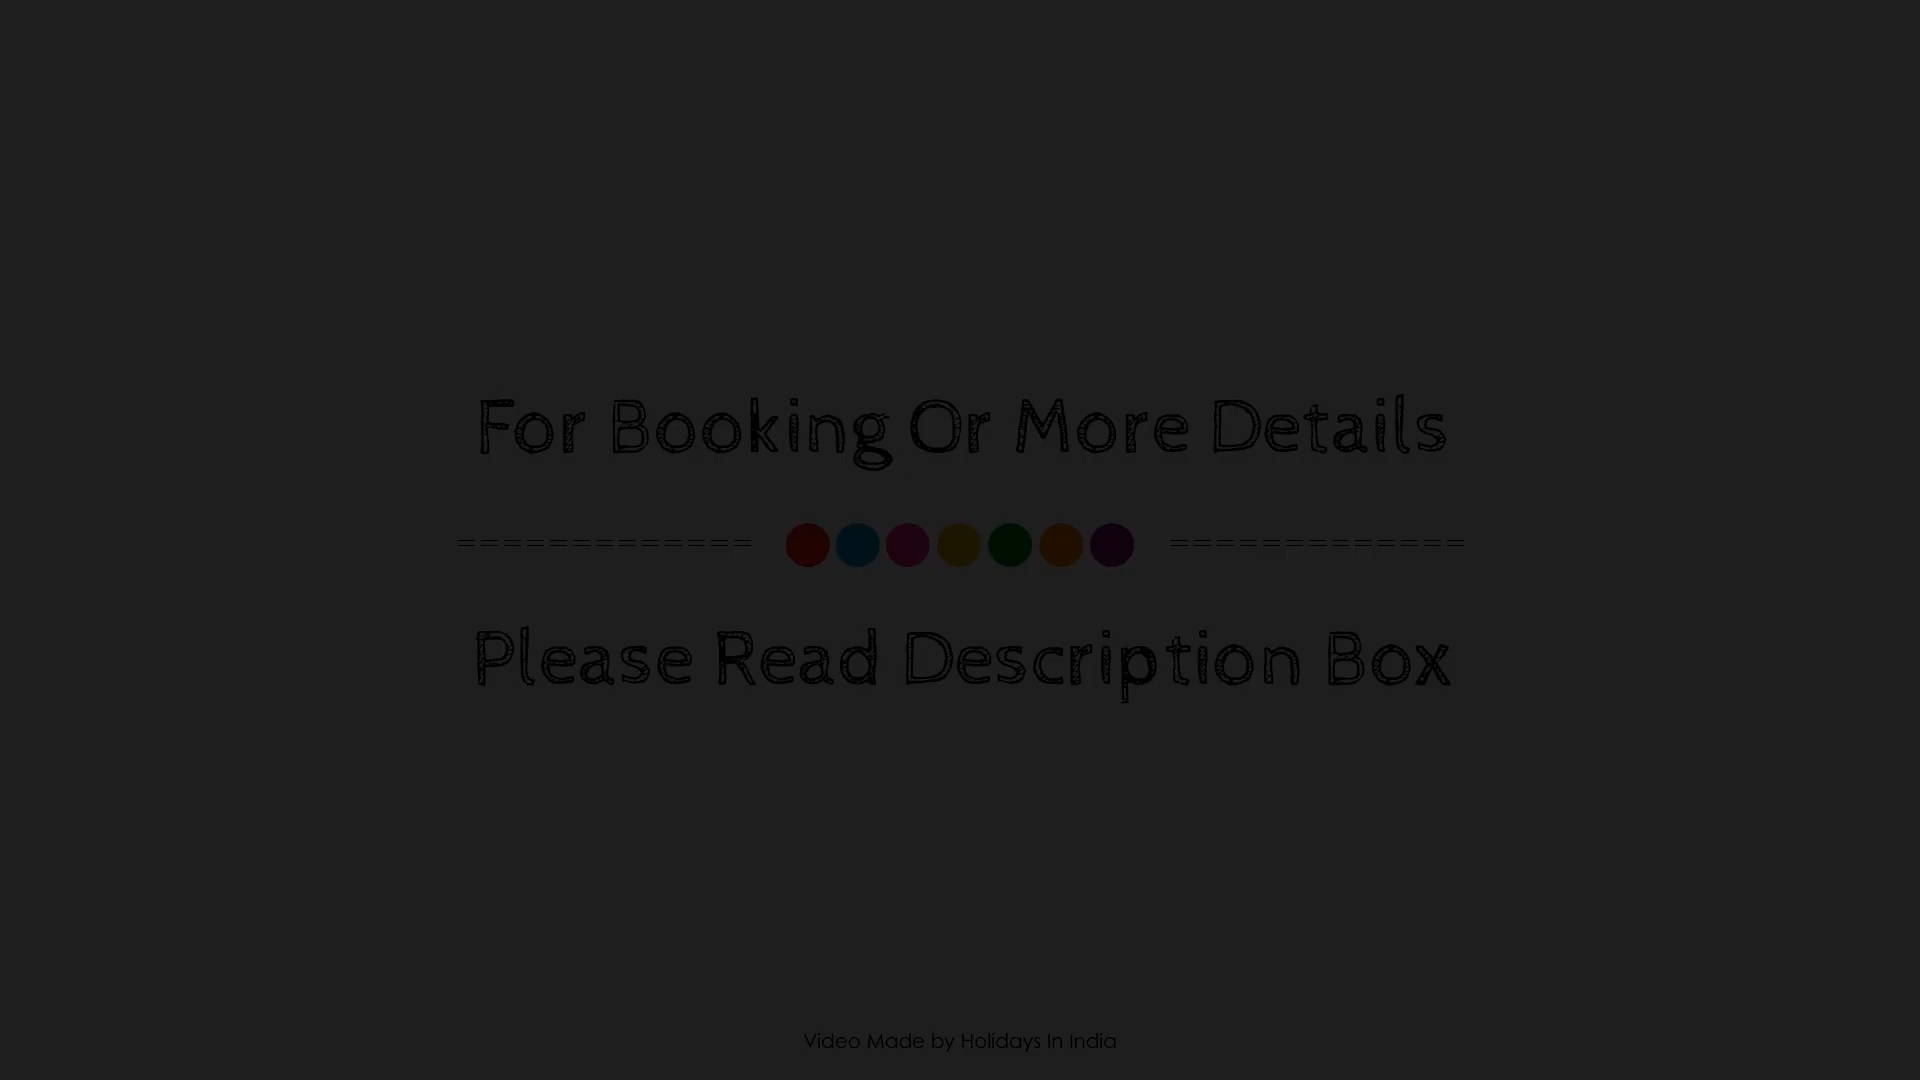 For Booking Or More Details
============= =============
Please Read Description Box
Video Made by Holidays In India